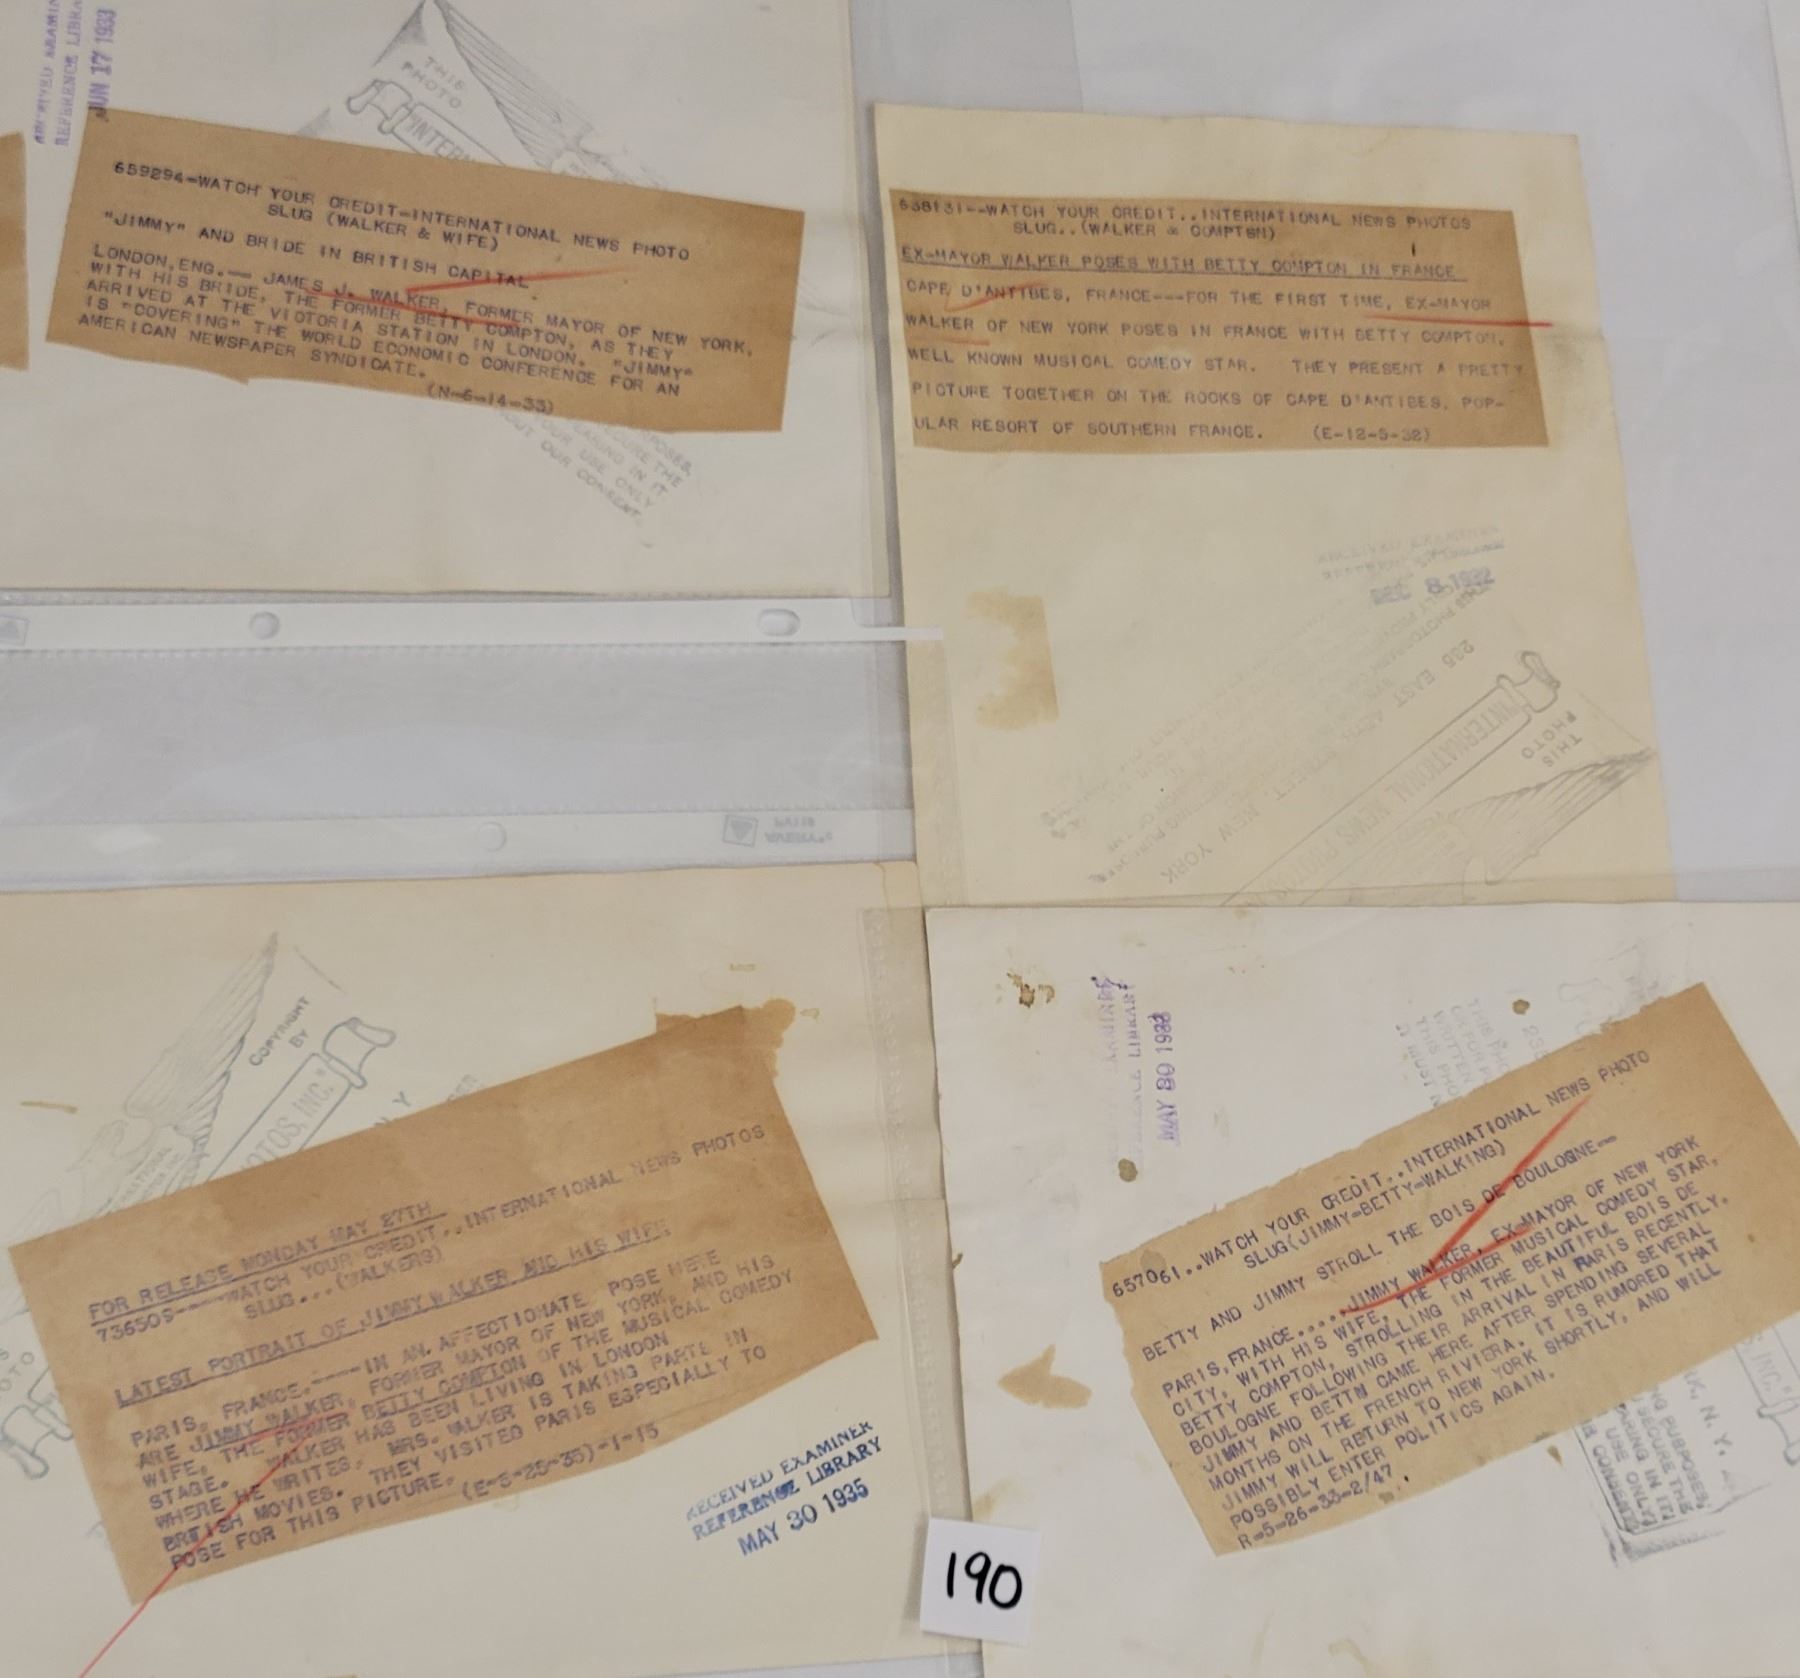 JUN 17 1933
THIS
PHOTO
659294-WATCH YOUR CREDIT-INTERNATIONAL NEWS PHOTO
SLUG (WALKER & WIFE)
"JIMMY" AND BRIDE IN BRITISH CAPITAL.
LONDON, ENG.-- JAMES J. WALKER, FORMER MAYOR OF NEW YORK,
WITH HIS BRIDE, THE FORMER BETTY COMPTON, AS THEY
ARRIVED AT THE VICTORIA STATION IN LONDON. "JIMMY"
IS "COVERING" THE WORLD ECONOMIC CONFERENCE FOR AN
AMERICAN NEWSPAPER SYNDICATE.
(N-6-14-33)
OUR USE ONLY
OUT OUR CONSENT
638131--WATCH YOUR CREDIT..INTERNATIONAL NEWS PHOTOS
SLUG..(WALKER & COMPTON)
EX-MAYOR WALKER POSES WITH BETTY COMPTON IN FRANCE
CAPE D'ANTIBES, FRANCE---FOR THE FIRST TIME, EX-MAYOR
WALKER OF NEW YORK POSES IN FRANCE WITH BETTY COMPTON,
WELL KNOWN MUSICAL COMEDY STAR. THEY PRESENT A PRETTY
PICTURE TOGETHER ON THE ROCKS OF CAPE D'ANTIBES, POP-
ULAR RESORT OF SOUTHERN FRANCE. (E-12-5-32)
DEC 8 1932
235 EAST 45TH STREET, NEW YORK
THIS
PHOTO
INTERNATIONAL NEWS PHOTOS
COPYRIGHT
BY
PHOTOS, INC."
FOR RELEASE MONDAY MAY 27TH
736505----WATCH YOUR CREDIT..INTERNATIONAL NEWS PHOTOS
SLUG...(WALKERS)
LATEST PORTRAIT OF JIMMY WALKER AND HIS WIFE
PARIS, FRANCE.----IN AN AFFECTIONATE POSE HERE
ARE JIMMY WALKER, FORMER MAYOR OF NEW YORK, AND HIS
WIFE, THE FORMER BETTY COMPTON OF THE MUSICAL COMEDY
STAGE. WALKER HAS BEEN LIVING IN LONDON
WHERE HE WRITES. MRS. WALKER IS TAKING PARTS IN
BRITISH MOVIES. THEY VISITED PARIS ESPECIALLY TO
POSE FOR THIS PICTURE. (E-5-25-35)-1-15
RECEIVED EXAMINER
REFERENCE LIBRARY
MAY 30 1935
MAY 30 1933
657061..WATCH YOUR CREDIT..INTERNATIONAL NEWS PHOTO
SLUG(JIMMY-BETTY-WALKING)
BETTY AND JIMMY STROLL THE BOIS DE BOULOGNE--
PARIS, FRANCE.....JIMMY WALKER, EX-MAYOR OF NEW YORK
CITY, WITH HIS WIFE, THE FORMER MUSICAL COMEDY STAR,
BETTY COMPTON, STROLLING IN THE BEAUTIFUL BOIS DE
BOULOGNE FOLLOWING THEIR ARRIVAL IN PARIS RECENTLY.
JIMMY AND BETTY CAME HERE AFTER SPENDING SEVERAL
MONTHS ON THE FRENCH RIVIERA. IT IS RUMORED THAT
JIMMY WILL RETURN TO NEW YORK SHORTLY, AND WILL
POSSIBLY ENTER POLITICS AGAIN.
R-5-26-33-2/47.
190